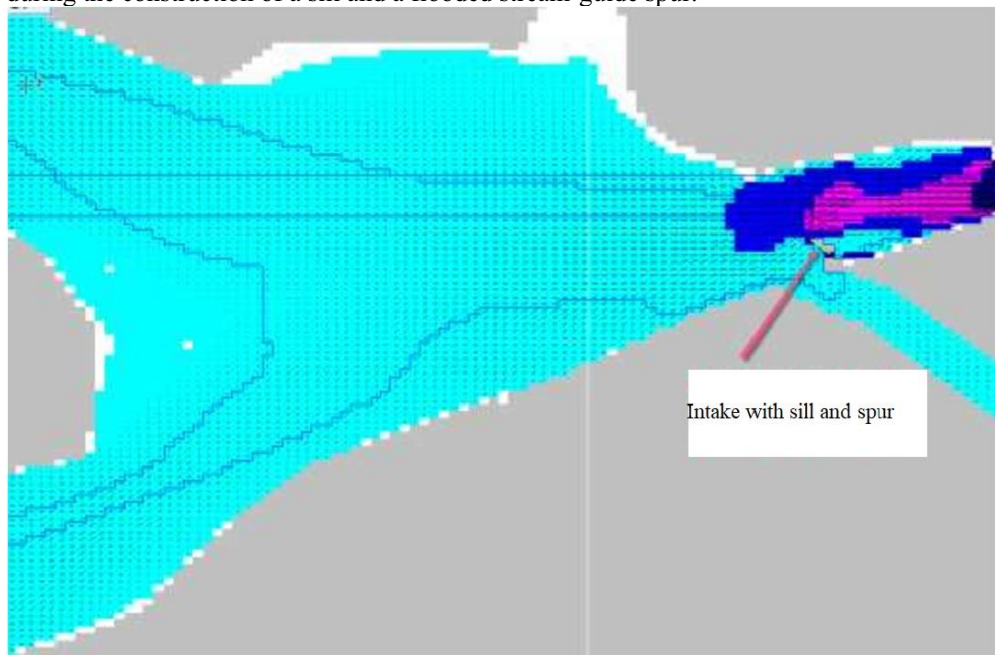 during the construction of a sill and a flooded stream-guide spur.
Intake with sill and spur